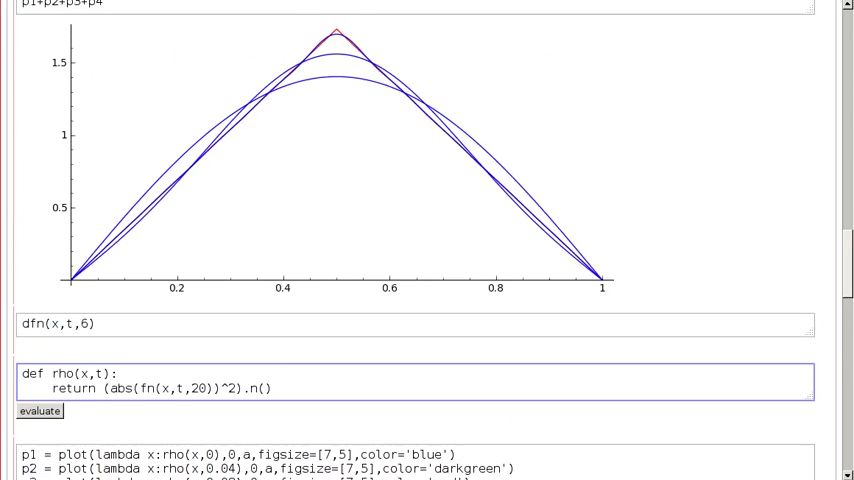 p1+p2+p3+p4
1.5
1
0.5
0.2
0.4
0.6
0.8
1
dfn(x,t,6)
def rho(x,t):
    return (abs(fn(x,t,20))^2).n()
evaluate
p1 = plot(lambda x:rho(x,0),0,a,figsize=[7,5],color='blue')
p2 = plot(lambda x:rho(x,0.04),0,a,figsize=[7,5],color='darkgreen')